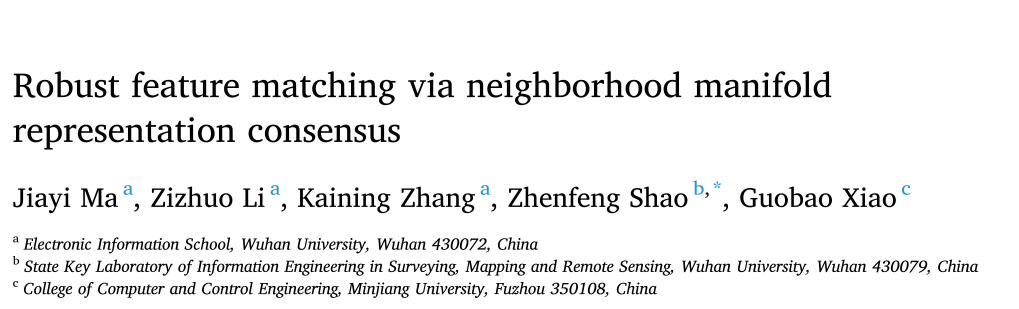 Robust feature matching via neighborhood manifold
representation consensus
Jiayi Ma a, Zizhuo Li a, Kaining Zhang a, Zhenfeng Shao b,*, Guobao Xiao c
a Electronic Information School, Wuhan University, Wuhan 430072, China
b State Key Laboratory of Information Engineering in Surveying, Mapping and Remote Sensing, Wuhan University, Wuhan 430079, China
c College of Computer and Control Engineering, Minjiang University, Fuzhou 350108, China